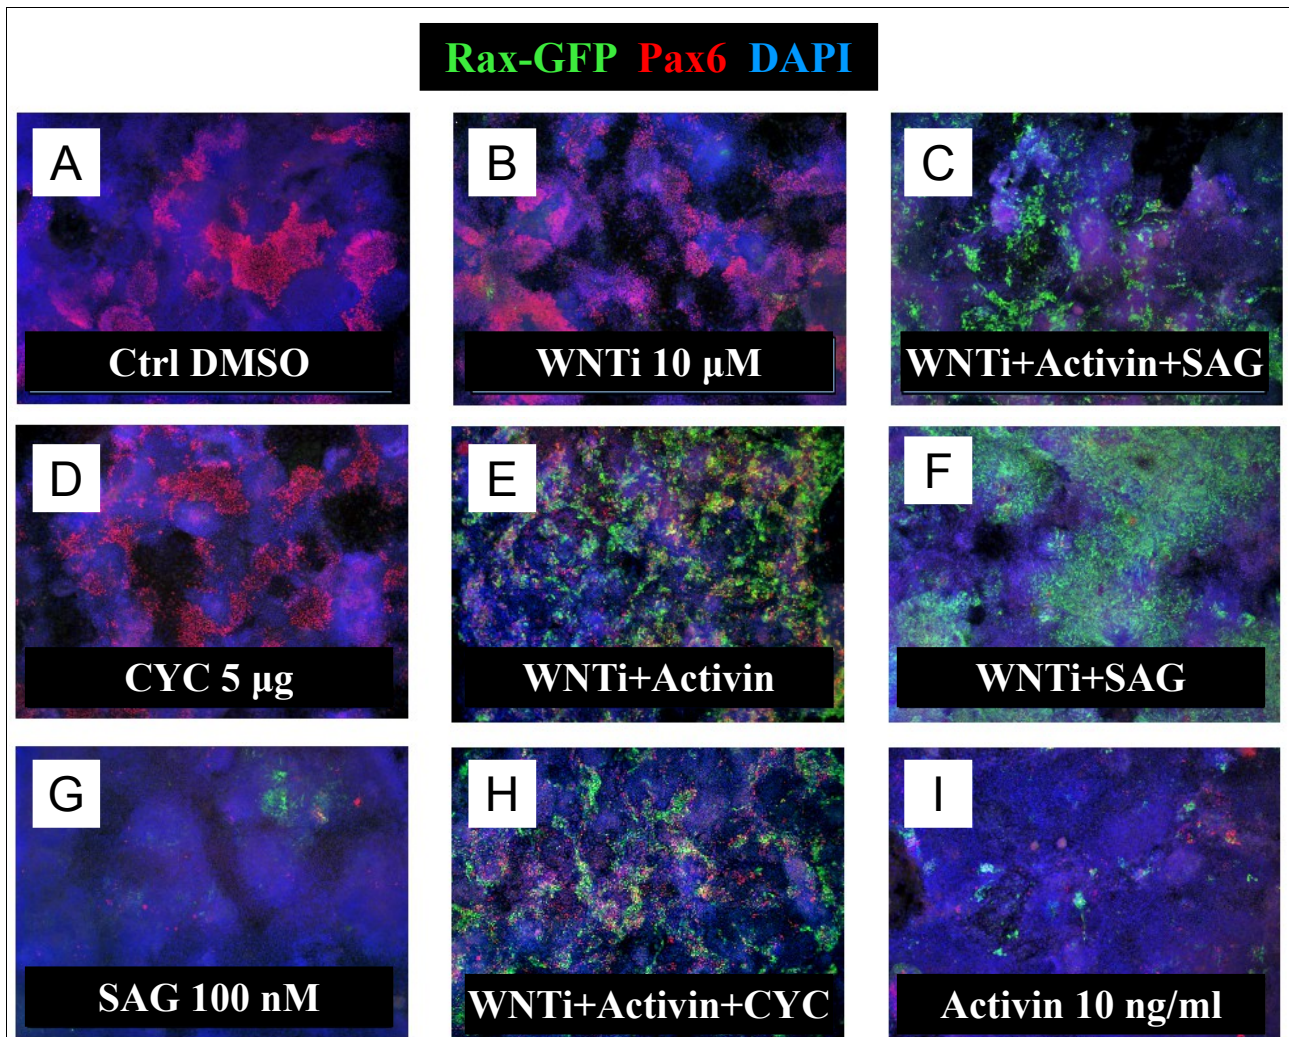 Rax-GFP Pax6 DAPI
A
Ctrl DMSO
B
WNTi 10 μM
C
WNTi+Activin+SAG
D
CYC 5 μg
E
WNTi+Activin
F
WNTi+SAG
G
SAG 100 nM
H
WNTi+Activin+CYC
I
Activin 10 ng/ml